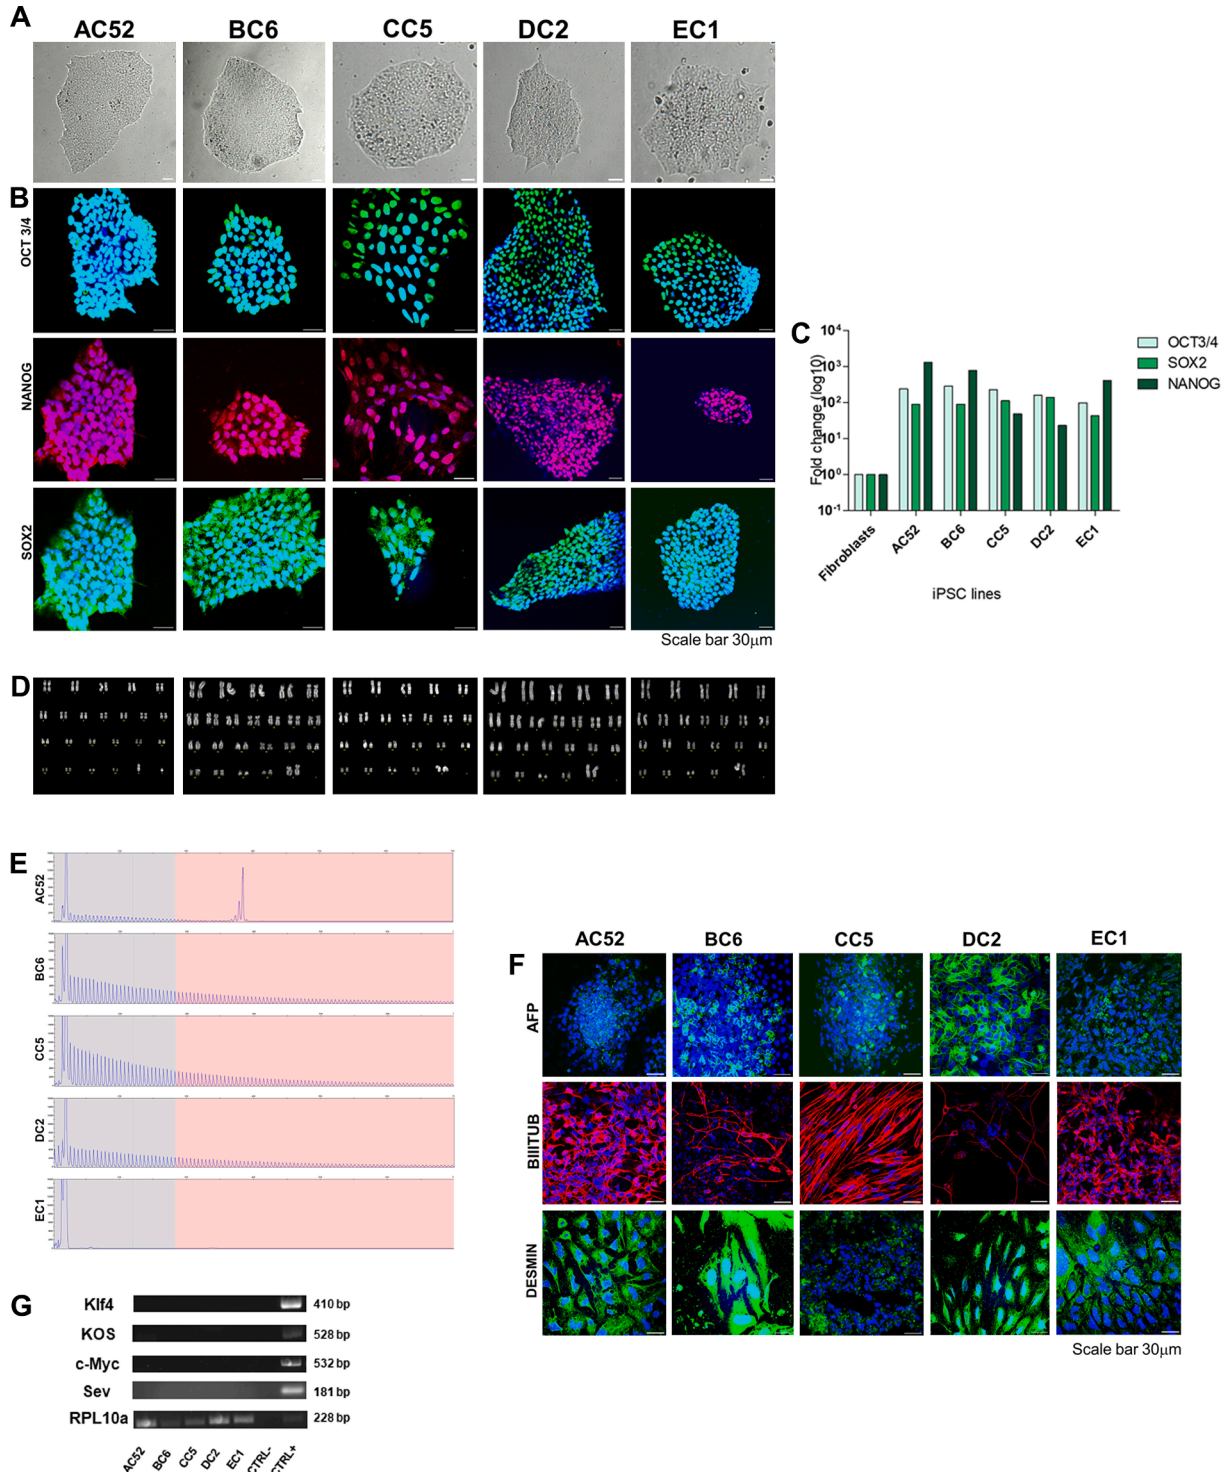 A
AC52 BC6 CC5 DC2 EC1
B
OCT 3/4
NANOG
SOX2
Scale bar 30μm
C
10⁴
10³
10²
10¹
10⁰
10⁻¹
Fold change (log10)
OCT3/4
SOX2
NANOG
Fibroblasts AC52 BC6 CC5 DC2 EC1
iPSC lines
D
E
AC52
BC6
CC5
DC2
EC1
F
AC52 BC6 CC5 DC2 EC1
AFP
BIIITUB
DESMIN
Scale bar 30μm
G
Klf4 410 bp
KOS 528 bp
c-Myc 532 bp
Sev 181 bp
RPL10a 228 bp
AC52 BC6 CC5 DC2 EC1 CTRL- CTRL+